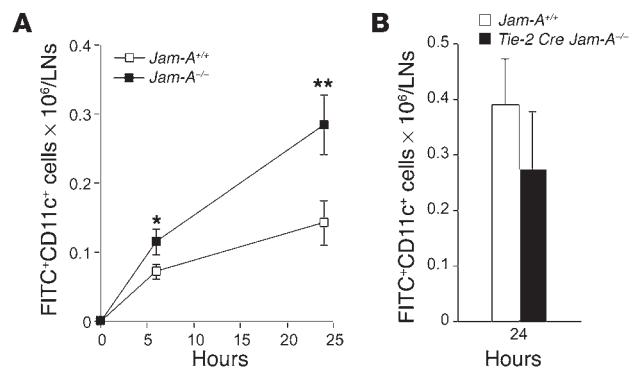 A
Jam-A+/+
Jam-A–/–
FITC+CD11c+ cells × 10⁶/LNs
0.4
0.3
0.2
0.1
0
*
**
0 5 10 15 20 25
Hours
B
Jam-A+/+
Tie-2 Cre Jam-A–/–
FITC+CD11c+ cells × 10⁶/LNs
0.5
0.4
0.3
0.2
0.1
0
24
Hours